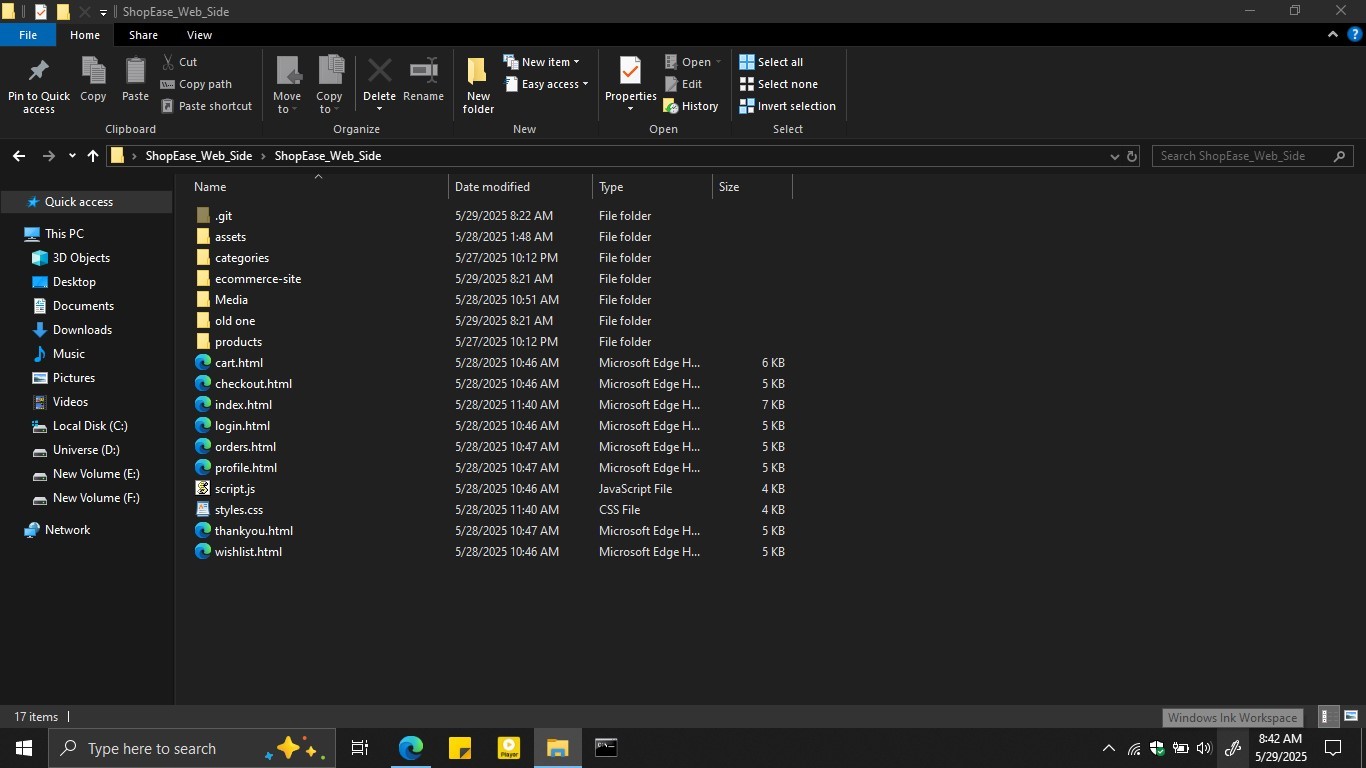 ShopEase_Web_Side
File Home Share View
Pin to Quick access
Copy
Paste
Cut
Copy path
Paste shortcut
Clipboard
Move to
Copy to
Delete
Rename
Organize
New folder
New item
Easy access
New
Properties
Open
Edit
History
Open
Select all
Select none
Invert selection
Select
ShopEase_Web_Side › ShopEase_Web_Side
Search ShopEase_Web_Side
Quick access
This PC
3D Objects
Desktop
Documents
Downloads
Music
Pictures
Videos
Local Disk (C:)
Universe (D:)
New Volume (E:)
New Volume (F:)
Network
Name Date modified Type Size
.git 5/29/2025 8:22 AM File folder
assets 5/28/2025 1:48 AM File folder
categories 5/27/2025 10:12 PM File folder
ecommerce-site 5/29/2025 8:21 AM File folder
Media 5/28/2025 10:51 AM File folder
old one 5/29/2025 8:21 AM File folder
products 5/27/2025 10:12 PM File folder
cart.html 5/28/2025 10:46 AM Microsoft Edge H... 6 KB
checkout.html 5/28/2025 10:46 AM Microsoft Edge H... 5 KB
index.html 5/28/2025 11:40 AM Microsoft Edge H... 7 KB
login.html 5/28/2025 10:46 AM Microsoft Edge H... 5 KB
orders.html 5/28/2025 10:47 AM Microsoft Edge H... 5 KB
profile.html 5/28/2025 10:47 AM Microsoft Edge H... 5 KB
script.js 5/28/2025 10:46 AM JavaScript File 4 KB
styles.css 5/28/2025 11:40 AM CSS File 4 KB
thankyou.html 5/28/2025 10:47 AM Microsoft Edge H... 5 KB
wishlist.html 5/28/2025 10:46 AM Microsoft Edge H... 5 KB
17 items
Windows Ink Workspace
Type here to search
Player
8:42 AM
5/29/2025